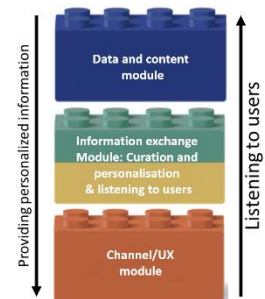 Providing personalized information
Data and content
module
Information exchange
Module: Curation and
personalisation
& listening to users
Channel/UX
module
Listening to users